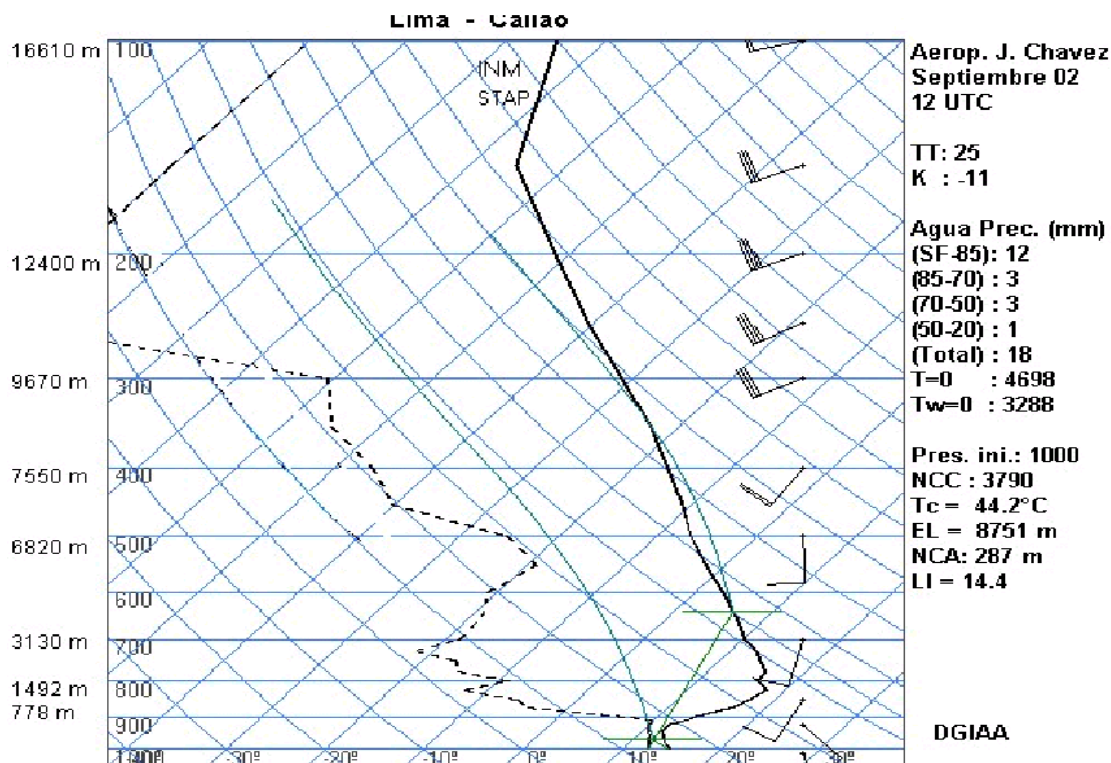 Lima - Callao
16610 m
100
INM
STAP
Aerop. J. Chavez
Septiembre 02
12 UTC
TT: 25
K : -11
Agua Prec. (mm)
(SF-85): 12
(85-70) : 3
(70-50) : 3
(50-20) : 1
(Total) : 18
T=0 : 4698
Tw=0 : 3288
Pres. ini.: 1000
NCC : 3790
Tc = 44.2°C
EL = 8751 m
NCA: 287 m
LI = 14.4
DGIAA
12400 m
200
9670 m
300
7550 m
400
6820 m
500
600
3130 m
700
1492 m
800
778 m
900
-30º
-20º
-10º
0º
10º
20º
30º